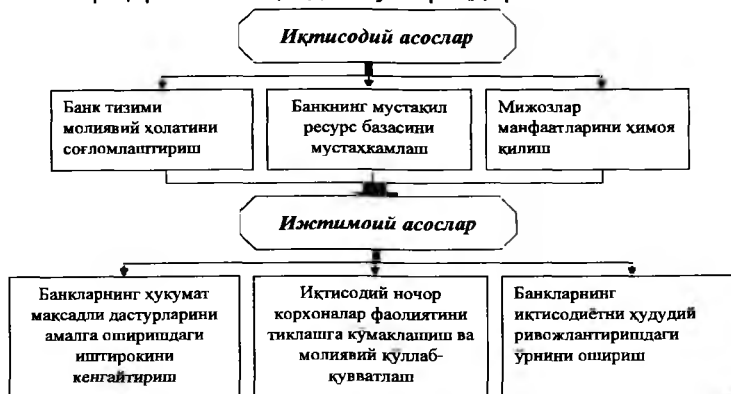 Иқтисодий асослар
Банк тизими
молиявий ҳолатини
соғломлаштириш
Банкнинг мустақил
ресурс базасини
мустаҳкамлаш
Мижозлар
манфаатларини ҳимоя
қилиш
Ижтимоий асослар
Банкларнинг ҳукумат
мақсадли дастурларини
амалга оширишдаги
иштирокини
кенгайтириш
Иқтисодий ночор
корхоналар фаолиятини
тиклашга кўмаклашиш ва
молиявий қўллаб-
қувватлаш
Банкларнинг
иқтисодиётни ҳудудий
ривожлантиришдаги
ўрнини ошириш